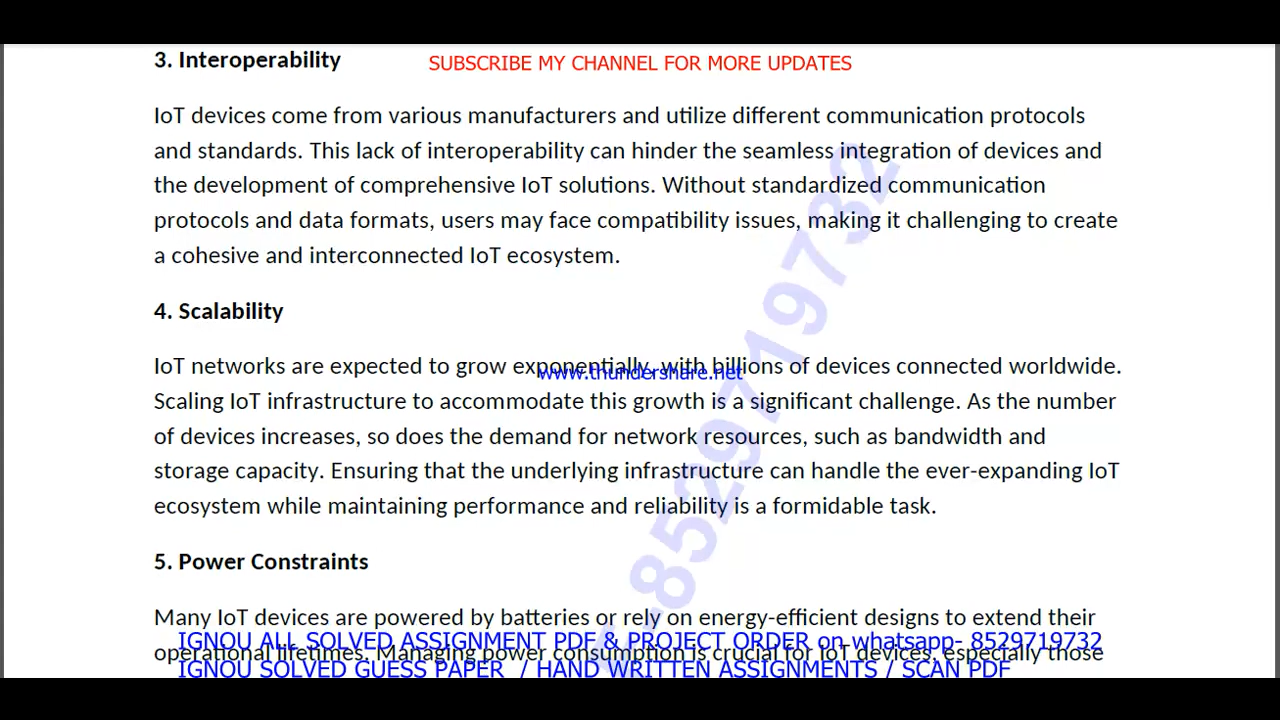 3. Interoperability
SUBSCRIBE MY CHANNEL FOR MORE UPDATES
IoT devices come from various manufacturers and utilize different communication protocols
and standards. This lack of interoperability can hinder the seamless integration of devices and
the development of comprehensive IoT solutions. Without standardized communication
protocols and data formats, users may face compatibility issues, making it challenging to create
a cohesive and interconnected IoT ecosystem.
4. Scalability
IoT networks are expected to grow exponentially, with billions of devices connected worldwide.
www.thundershare.net
Scaling IoT infrastructure to accommodate this growth is a significant challenge. As the number
of devices increases, so does the demand for network resources, such as bandwidth and
storage capacity. Ensuring that the underlying infrastructure can handle the ever-expanding IoT
ecosystem while maintaining performance and reliability is a formidable task.
5. Power Constraints
Many IoT devices are powered by batteries or rely on energy-efficient designs to extend their
IGNOU ALL SOLVED ASSIGNMENT PDF & PROJECT ORDER on whatsapp- 8529719732
operational lifetimes. Managing power consumption is crucial for IoT devices, especially those
IGNOU SOLVED GUESS PAPER / HAND WRITTEN ASSIGNMENTS / SCAN PDF
-8529719732